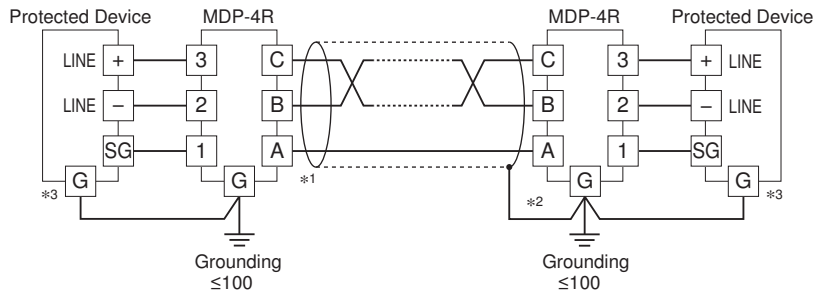 Protected Device MDP-4R MDP-4R Protected Device
LINE + 3 C C 3 + LINE
LINE – 2 B B 2 – LINE
SG 1 A A 1 SG
*3 G G *1 *2 G G *3
Grounding Grounding
≤100 ≤100